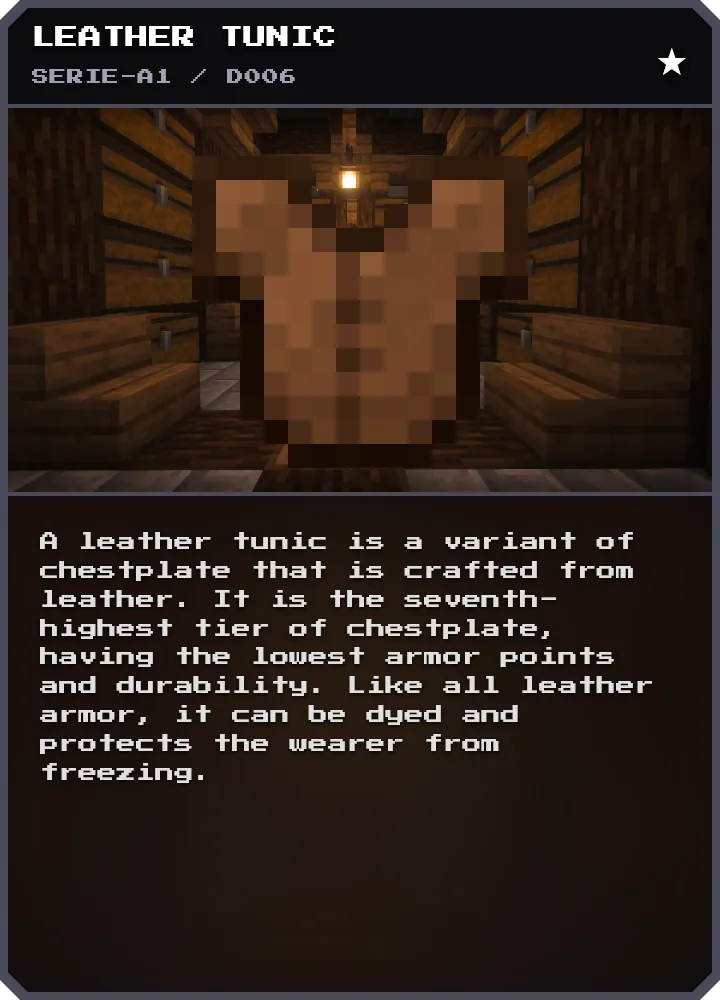 LEATHER TUNIC
SERIE-A1 / D006
A leather tunic is a variant of
chestplate that is crafted from
leather. It is the seventh-
highest tier of chestplate,
having the lowest armor points
and durability. Like all leather
armor, it can be dyed and
protects the wearer from
freezing.